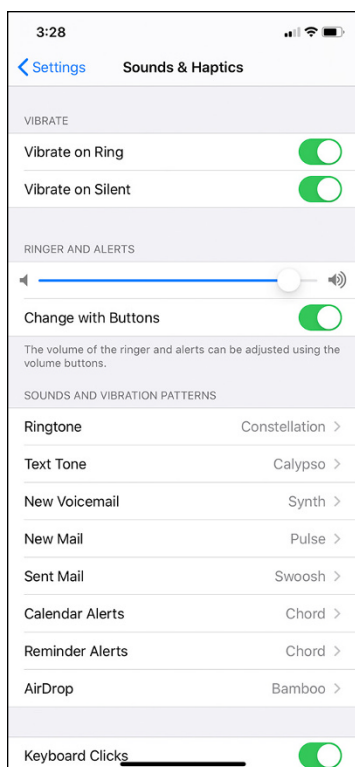 3:28
Settings Sounds & Haptics
VIBRATE
Vibrate on Ring
Vibrate on Silent
RINGER AND ALERTS
Change with Buttons
The volume of the ringer and alerts can be adjusted using the
volume buttons.
SOUNDS AND VIBRATION PATTERNS
Ringtone Constellation
Text Tone Calypso
New Voicemail Synth
New Mail Pulse
Sent Mail Swoosh
Calendar Alerts Chord
Reminder Alerts Chord
AirDrop Bamboo
Keyboard Clicks